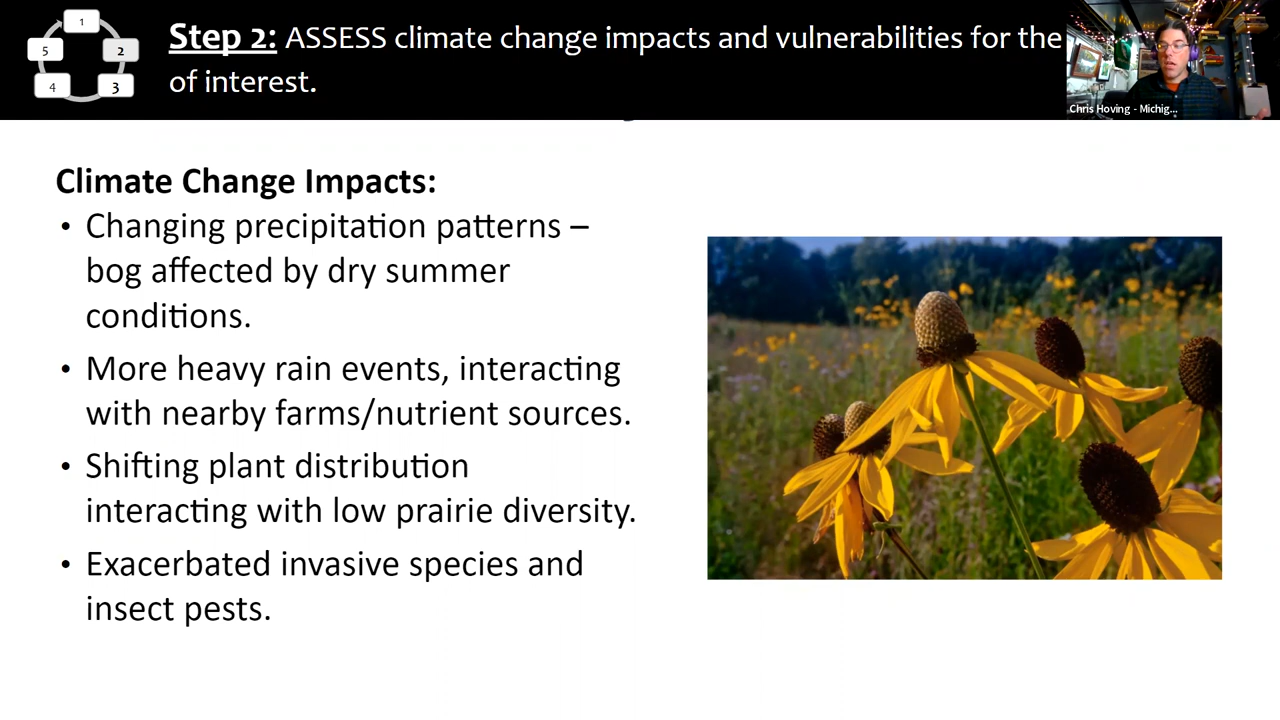 1
5
2
4
3
Step 2: ASSESS climate change impacts and vulnerabilities for the
of interest.
Chris Hoving - Michig...
Climate Change Impacts:
• Changing precipitation patterns –
bog affected by dry summer
conditions.
• More heavy rain events, interacting
with nearby farms/nutrient sources.
• Shifting plant distribution
interacting with low prairie diversity.
• Exacerbated invasive species and
insect pests.